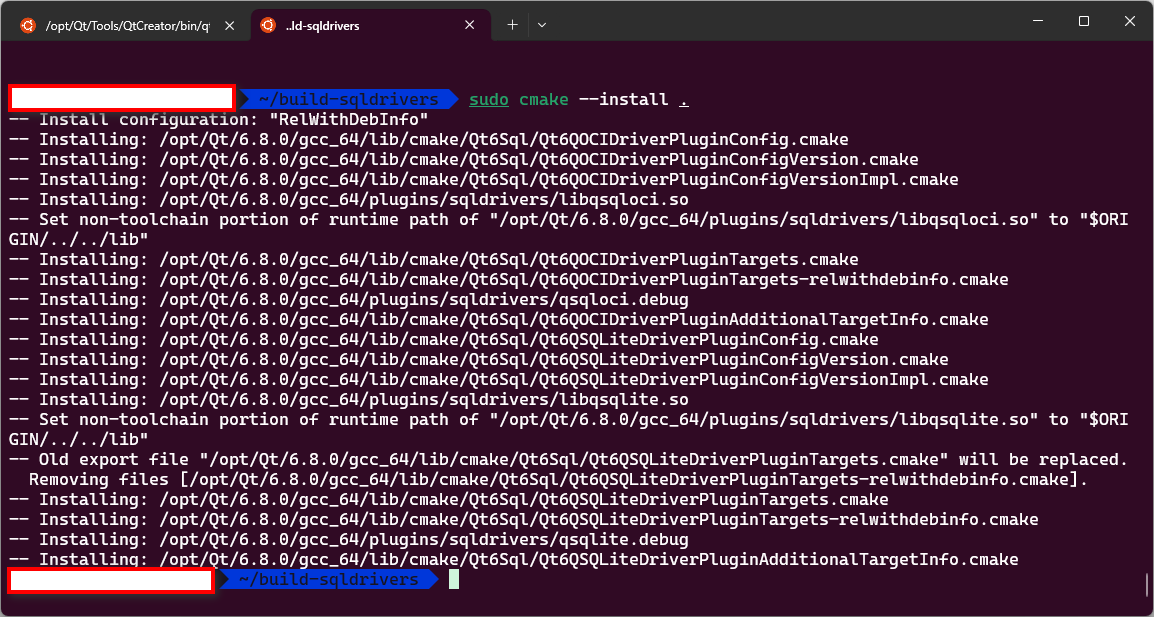 /opt/Qt/Tools/QtCreator/bin/qt
..ld-sqldrivers
~/build-sqldrivers sudo cmake --install .
-- Install configuration: "RelWithDebInfo"
-- Installing: /opt/Qt/6.8.0/gcc_64/lib/cmake/Qt6Sql/Qt6QOCIDriverPluginConfig.cmake
-- Installing: /opt/Qt/6.8.0/gcc_64/lib/cmake/Qt6Sql/Qt6QOCIDriverPluginConfigVersion.cmake
-- Installing: /opt/Qt/6.8.0/gcc_64/lib/cmake/Qt6Sql/Qt6QOCIDriverPluginConfigVersionImpl.cmake
-- Installing: /opt/Qt/6.8.0/gcc_64/plugins/sqldrivers/libqsqloci.so
-- Set non-toolchain portion of runtime path of "/opt/Qt/6.8.0/gcc_64/plugins/sqldrivers/libqsqloci.so" to "$ORI
GIN/../../lib"
-- Installing: /opt/Qt/6.8.0/gcc_64/lib/cmake/Qt6Sql/Qt6QOCIDriverPluginTargets.cmake
-- Installing: /opt/Qt/6.8.0/gcc_64/lib/cmake/Qt6Sql/Qt6QOCIDriverPluginTargets-relwithdebinfo.cmake
-- Installing: /opt/Qt/6.8.0/gcc_64/plugins/sqldrivers/qsqloci.debug
-- Installing: /opt/Qt/6.8.0/gcc_64/lib/cmake/Qt6Sql/Qt6QOCIDriverPluginAdditionalTargetInfo.cmake
-- Installing: /opt/Qt/6.8.0/gcc_64/lib/cmake/Qt6Sql/Qt6QSQLiteDriverPluginConfig.cmake
-- Installing: /opt/Qt/6.8.0/gcc_64/lib/cmake/Qt6Sql/Qt6QSQLiteDriverPluginConfigVersion.cmake
-- Installing: /opt/Qt/6.8.0/gcc_64/lib/cmake/Qt6Sql/Qt6QSQLiteDriverPluginConfigVersionImpl.cmake
-- Installing: /opt/Qt/6.8.0/gcc_64/plugins/sqldrivers/libqsqlite.so
-- Set non-toolchain portion of runtime path of "/opt/Qt/6.8.0/gcc_64/plugins/sqldrivers/libqsqlite.so" to "$ORI
GIN/../../lib"
-- Old export file "/opt/Qt/6.8.0/gcc_64/lib/cmake/Qt6Sql/Qt6QSQLiteDriverPluginTargets.cmake" will be replaced.
Removing files [/opt/Qt/6.8.0/gcc_64/lib/cmake/Qt6Sql/Qt6QSQLiteDriverPluginTargets-relwithdebinfo.cmake].
-- Installing: /opt/Qt/6.8.0/gcc_64/lib/cmake/Qt6Sql/Qt6QSQLiteDriverPluginTargets.cmake
-- Installing: /opt/Qt/6.8.0/gcc_64/lib/cmake/Qt6Sql/Qt6QSQLiteDriverPluginTargets-relwithdebinfo.cmake
-- Installing: /opt/Qt/6.8.0/gcc_64/plugins/sqldrivers/qsqlite.debug
-- Installing: /opt/Qt/6.8.0/gcc_64/lib/cmake/Qt6Sql/Qt6QSQLiteDriverPluginAdditionalTargetInfo.cmake
~/build-sqldrivers